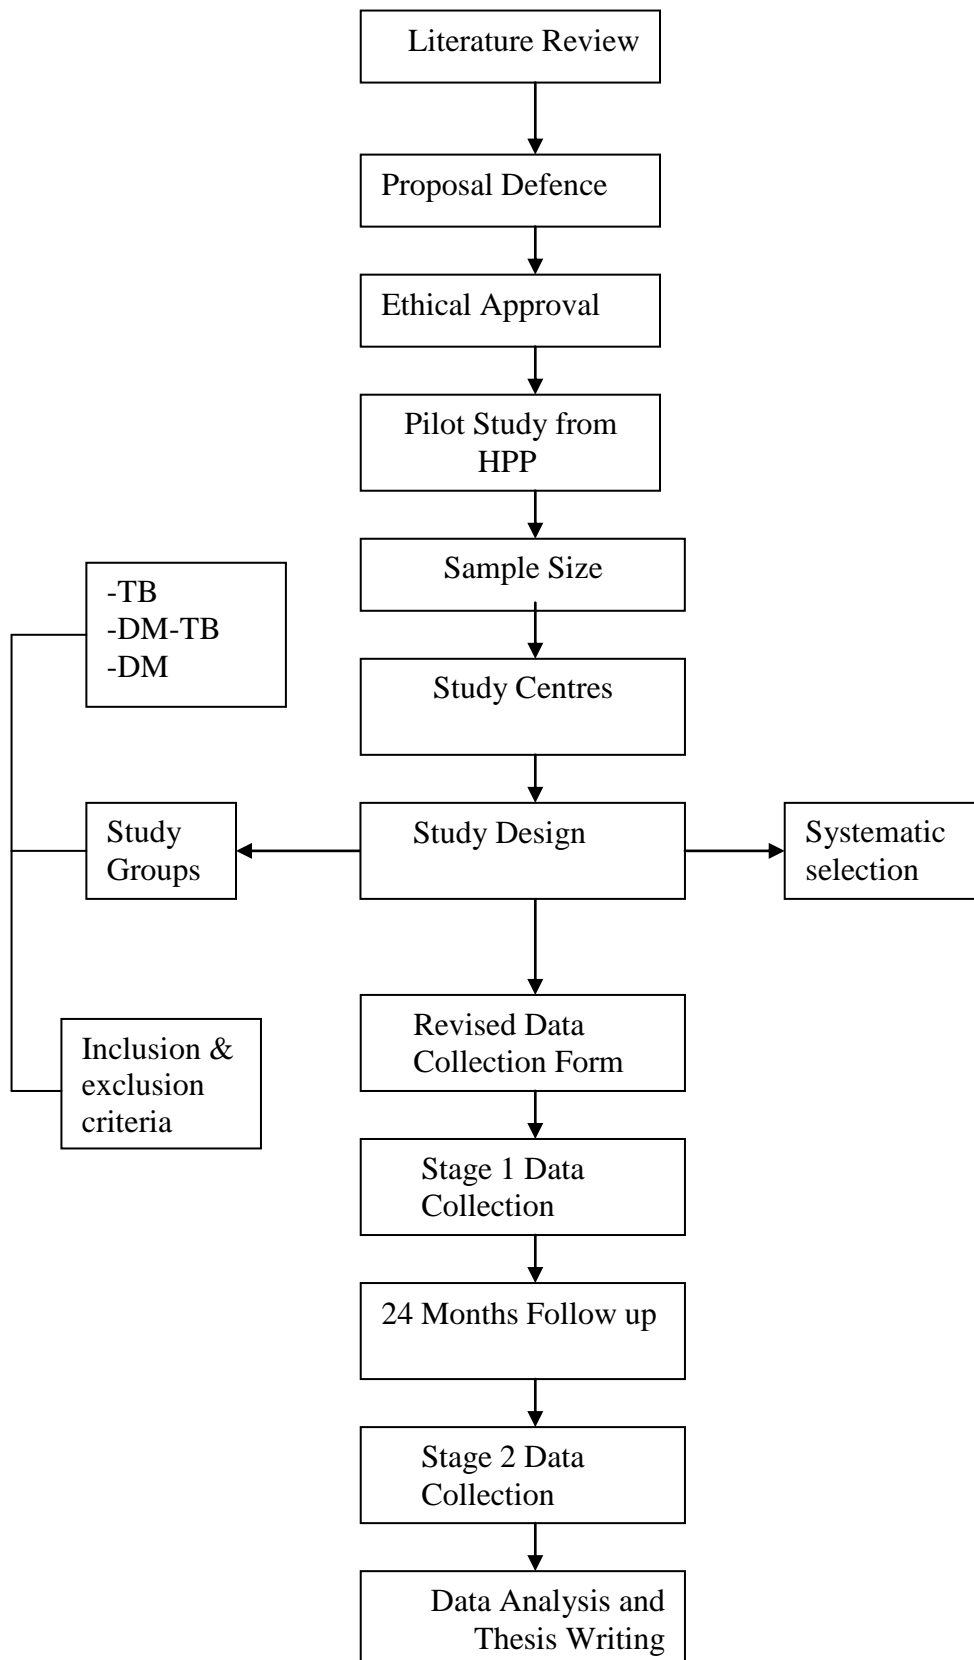 Literature Review
Proposal Defence
Ethical Approval
Pilot Study from
HPP
Sample Size
-TB
-DM-TB
-DM
Study Centres
Study
Groups
Study Design
Systematic
selection
Inclusion &
exclusion
criteria
Revised Data
Collection Form
Stage 1 Data
Collection
24 Months Follow up
Stage 2 Data
Collection
Data Analysis and
Thesis Writing